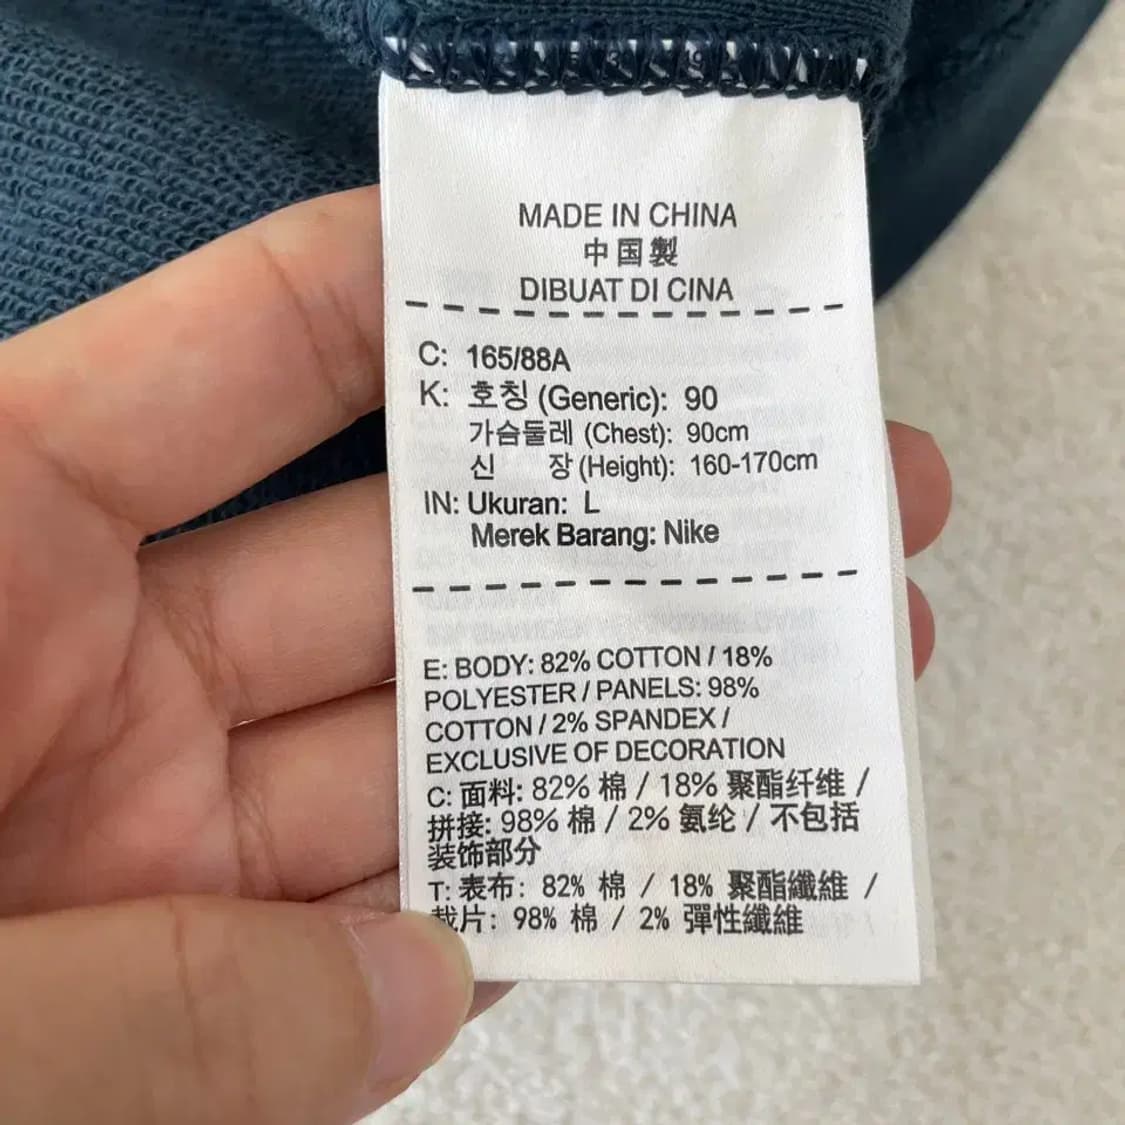 MADE IN CHINA
中国製
DIBUAT DI CINA
C: 165/88A
K: 호칭 (Generic): 90
가슴둘레 (Chest): 90cm
신 장 (Height): 160-170cm
IN: Ukuran: L
Merek Barang: Nike
E: BODY: 82% COTTON / 18%
POLYESTER / PANELS: 98%
COTTON / 2% SPANDEX /
EXCLUSIVE OF DECORATION
C: 面料: 82% 棉 / 18% 聚酯纤维 /
拼接: 98% 棉 / 2% 氨纶 / 不包括
装饰部分
T: 表布: 82% 棉 / 18% 聚酯纖維 /
裁片: 98% 棉 / 2% 彈性纖維